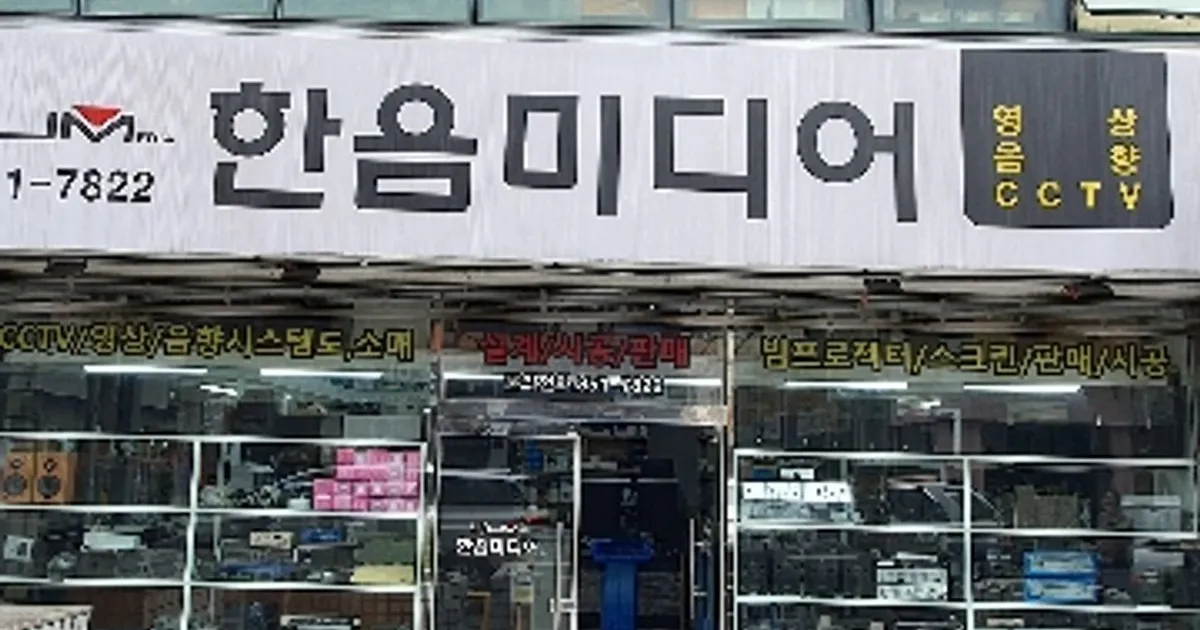 1-7822
한음미디어
영상
음향
CCTV
CCTV/영상/음향시스템도,소매
설계/시공/판매
빔프로젝터/스크린/판매/시공
한음미디어